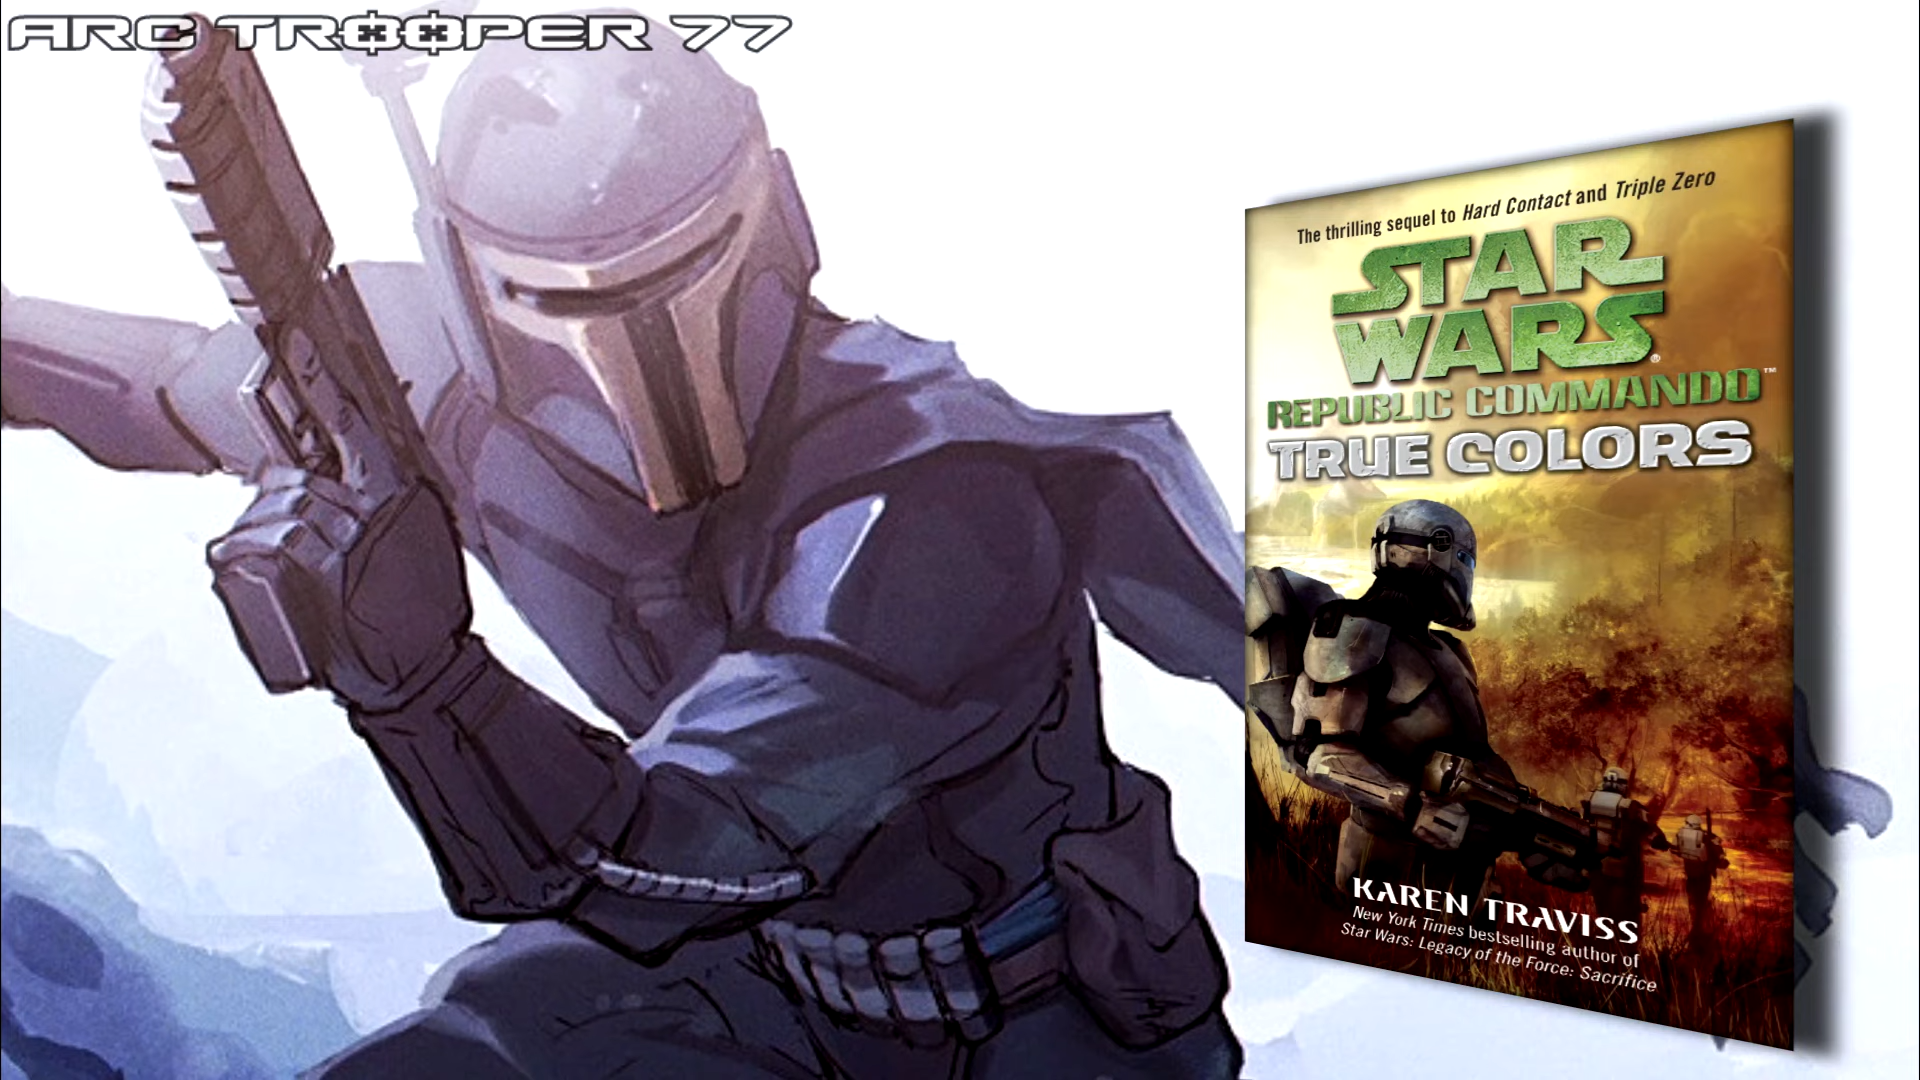 ARC TROOPER 77
The thrilling sequel to Hard Contact and Triple Zero
STAR
WARS®
REPUBLIC COMMANDO™
TRUE COLORS
KAREN TRAVISS
New York Times bestselling author of
Star Wars: Legacy of the Force: Sacrifice